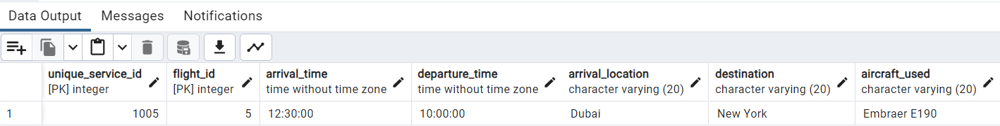 Data Output Messages Notifications
unique_service_id flight_id arrival_time departure_time arrival_location destination aircraft_used
[PK] integer [PK] integer time without time zone time without time zone character varying (20) character varying (20) character varying (20)
1 1005 5 12:30:00 10:00:00 Dubai New York Embraer E190